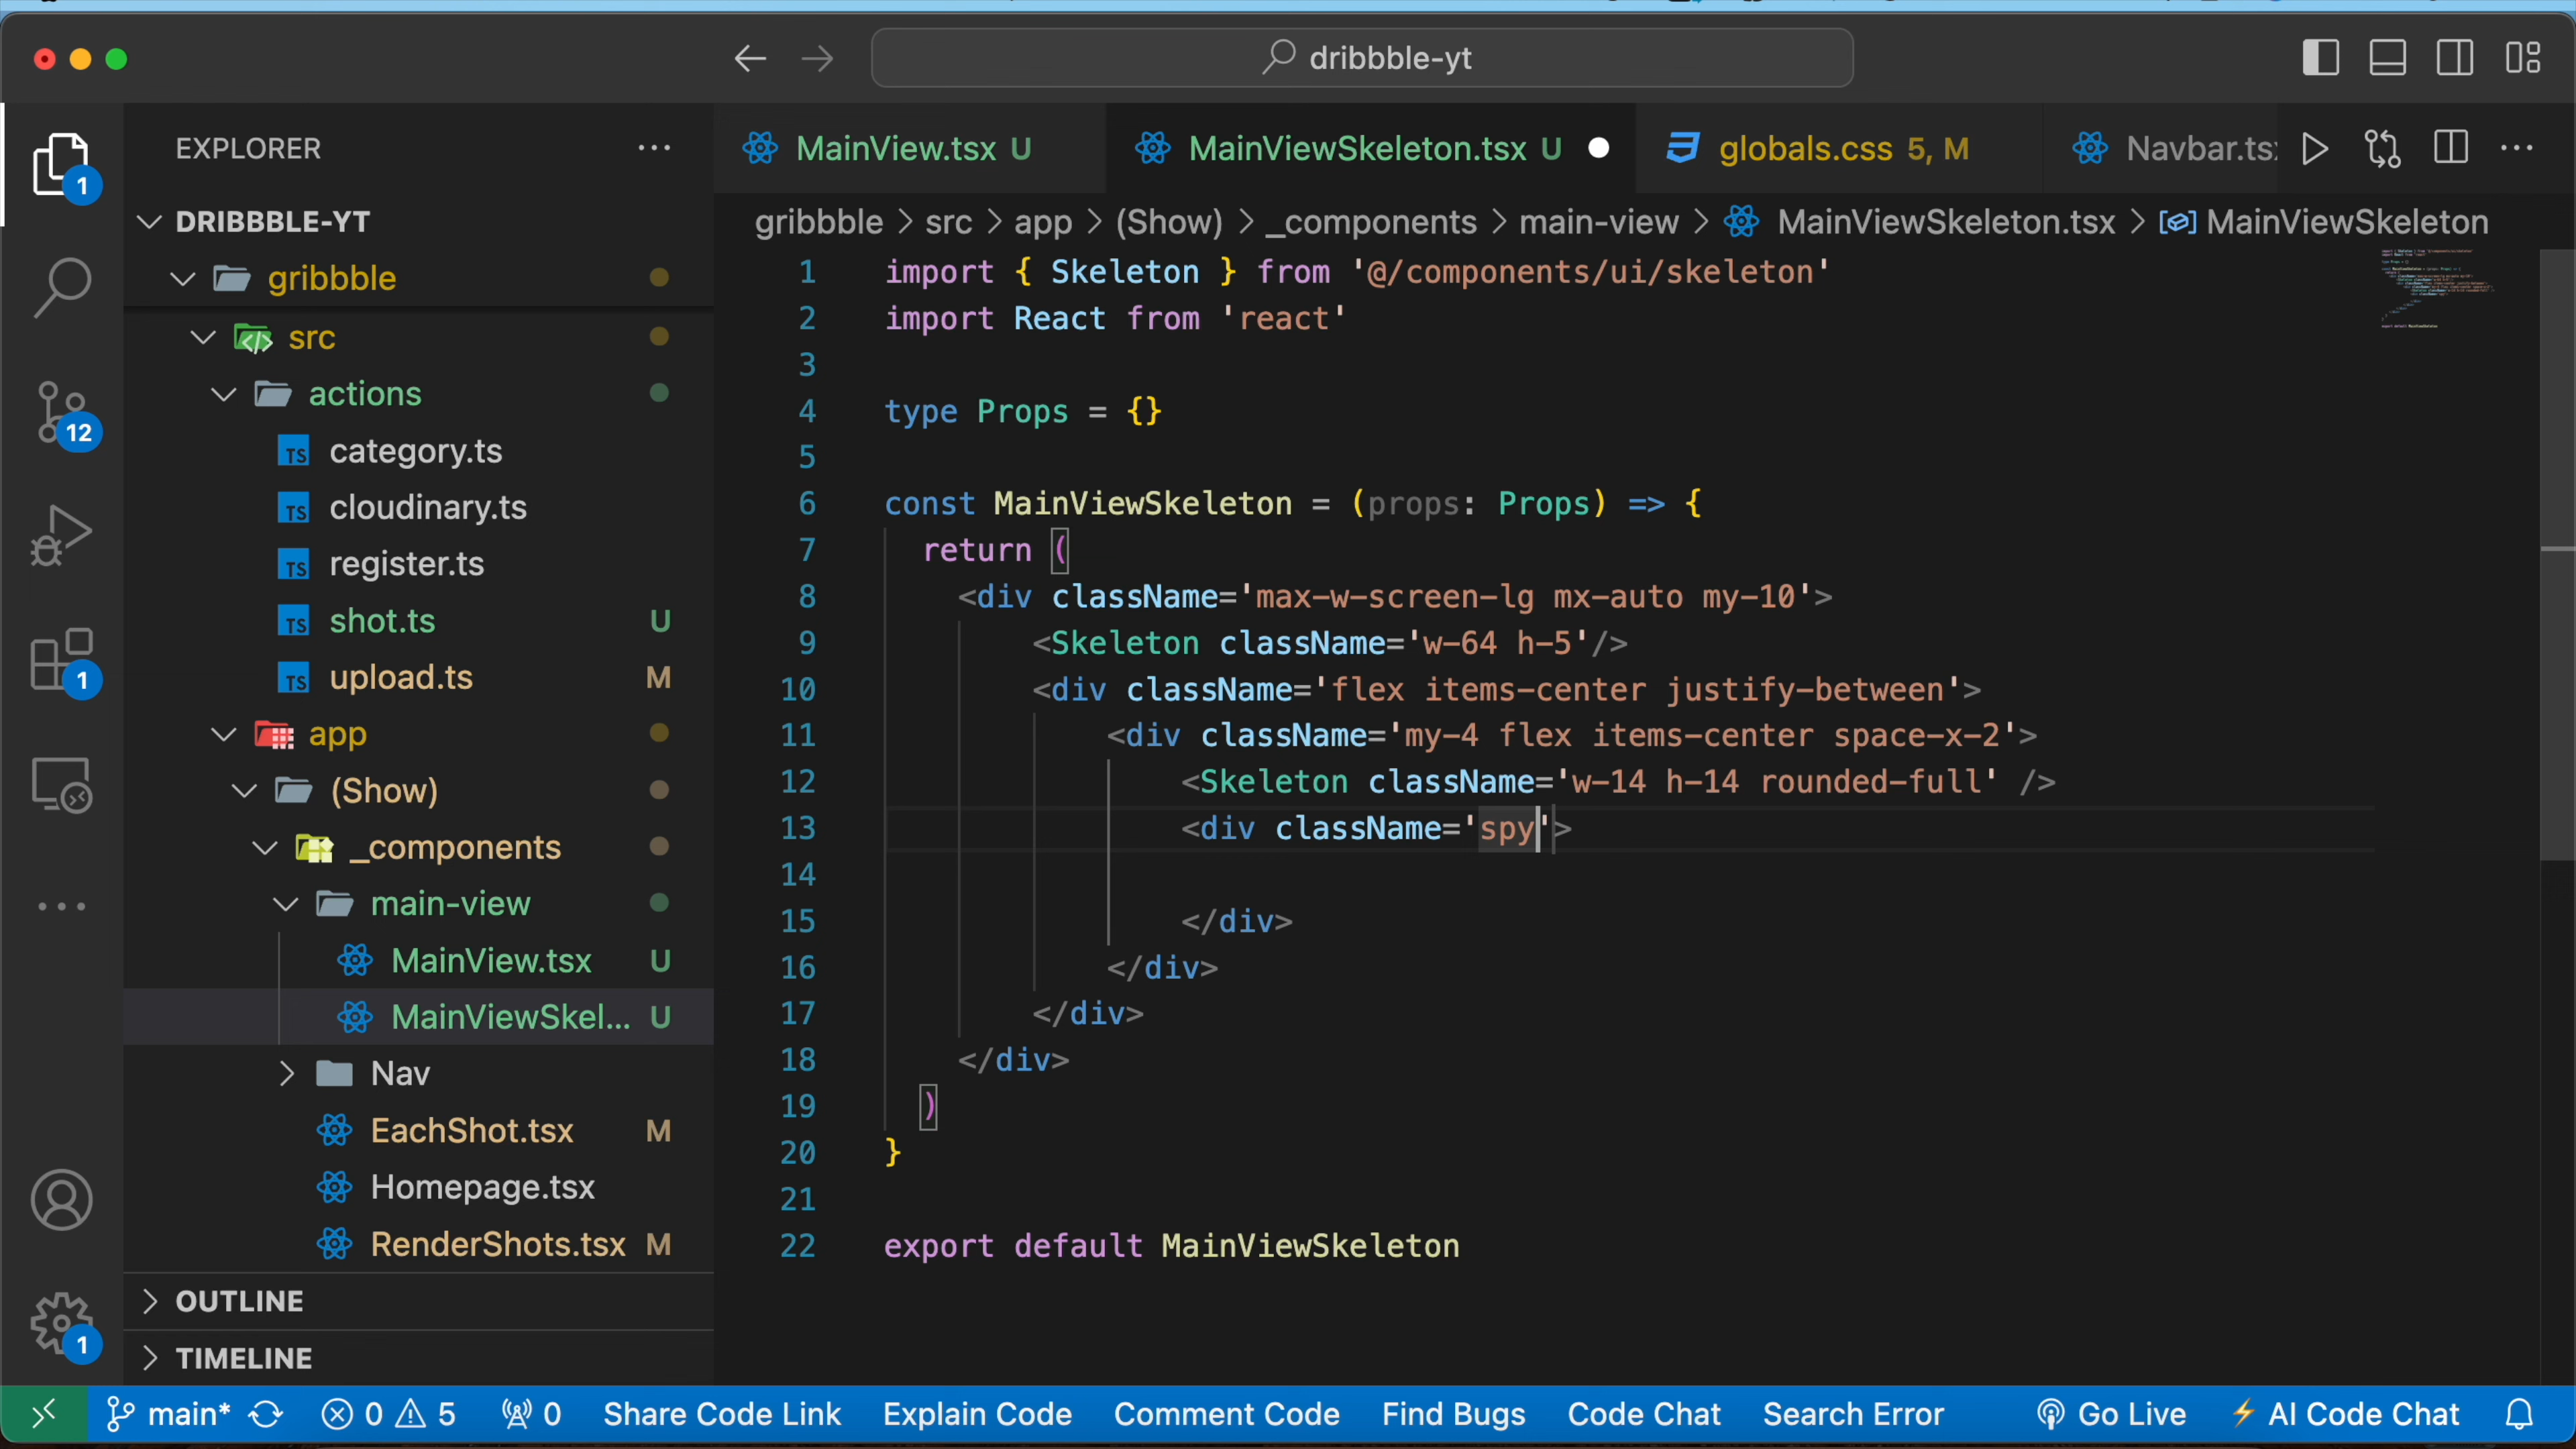 dribbble-yt
EXPLORER
DRIBBBLE-YT
gribbble
src
actions
category.ts
cloudinary.ts
register.ts
shot.ts U
upload.ts M
app
(Show)
_components
main-view
MainView.tsx U
MainViewSkel... U
Nav
EachShot.tsx M
Homepage.tsx
RenderShots.tsx M
OUTLINE
TIMELINE
1
12
1
1
MainView.tsx U MainViewSkeleton.tsx U globals.css 5, M Navbar.ts
gribbble > src > app > (Show) > _components > main-view > MainViewSkeleton.tsx > MainViewSkeleton
1 import { Skeleton } from '@/components/ui/skeleton'
2 import React from 'react'
3
4 type Props = {}
5
6 const MainViewSkeleton = (props: Props) => {
7 return (
8 <div className='max-w-screen-lg mx-auto my-10'>
9 <Skeleton className='w-64 h-5'/>
10 <div className='flex items-center justify-between'>
11 <div className='my-4 flex items-center space-x-2'>
12 <Skeleton className='w-14 h-14 rounded-full' />
13 <div className='spy'>
14
15 </div>
16 </div>
17 </div>
18 </div>
19 )
20 }
21
22 export default MainViewSkeleton
main* 0 5 0 Share Code Link Explain Code Comment Code Find Bugs Code Chat Search Error Go Live AI Code Chat